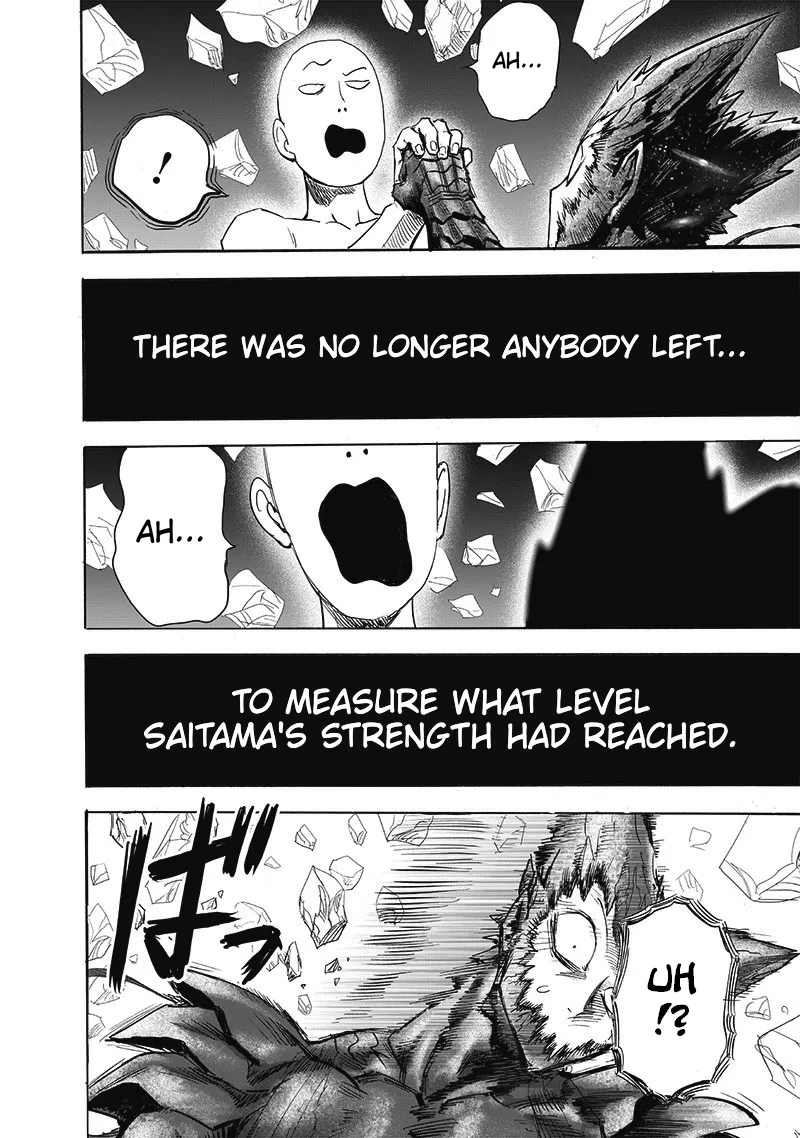 AH...
!
THERE WAS NO LONGER ANYBODY LEFT...
AH...
TO MEASURE WHAT LEVEL
SAITAMA'S STRENGTH HAD REACHED.
ばっ
UH
!?